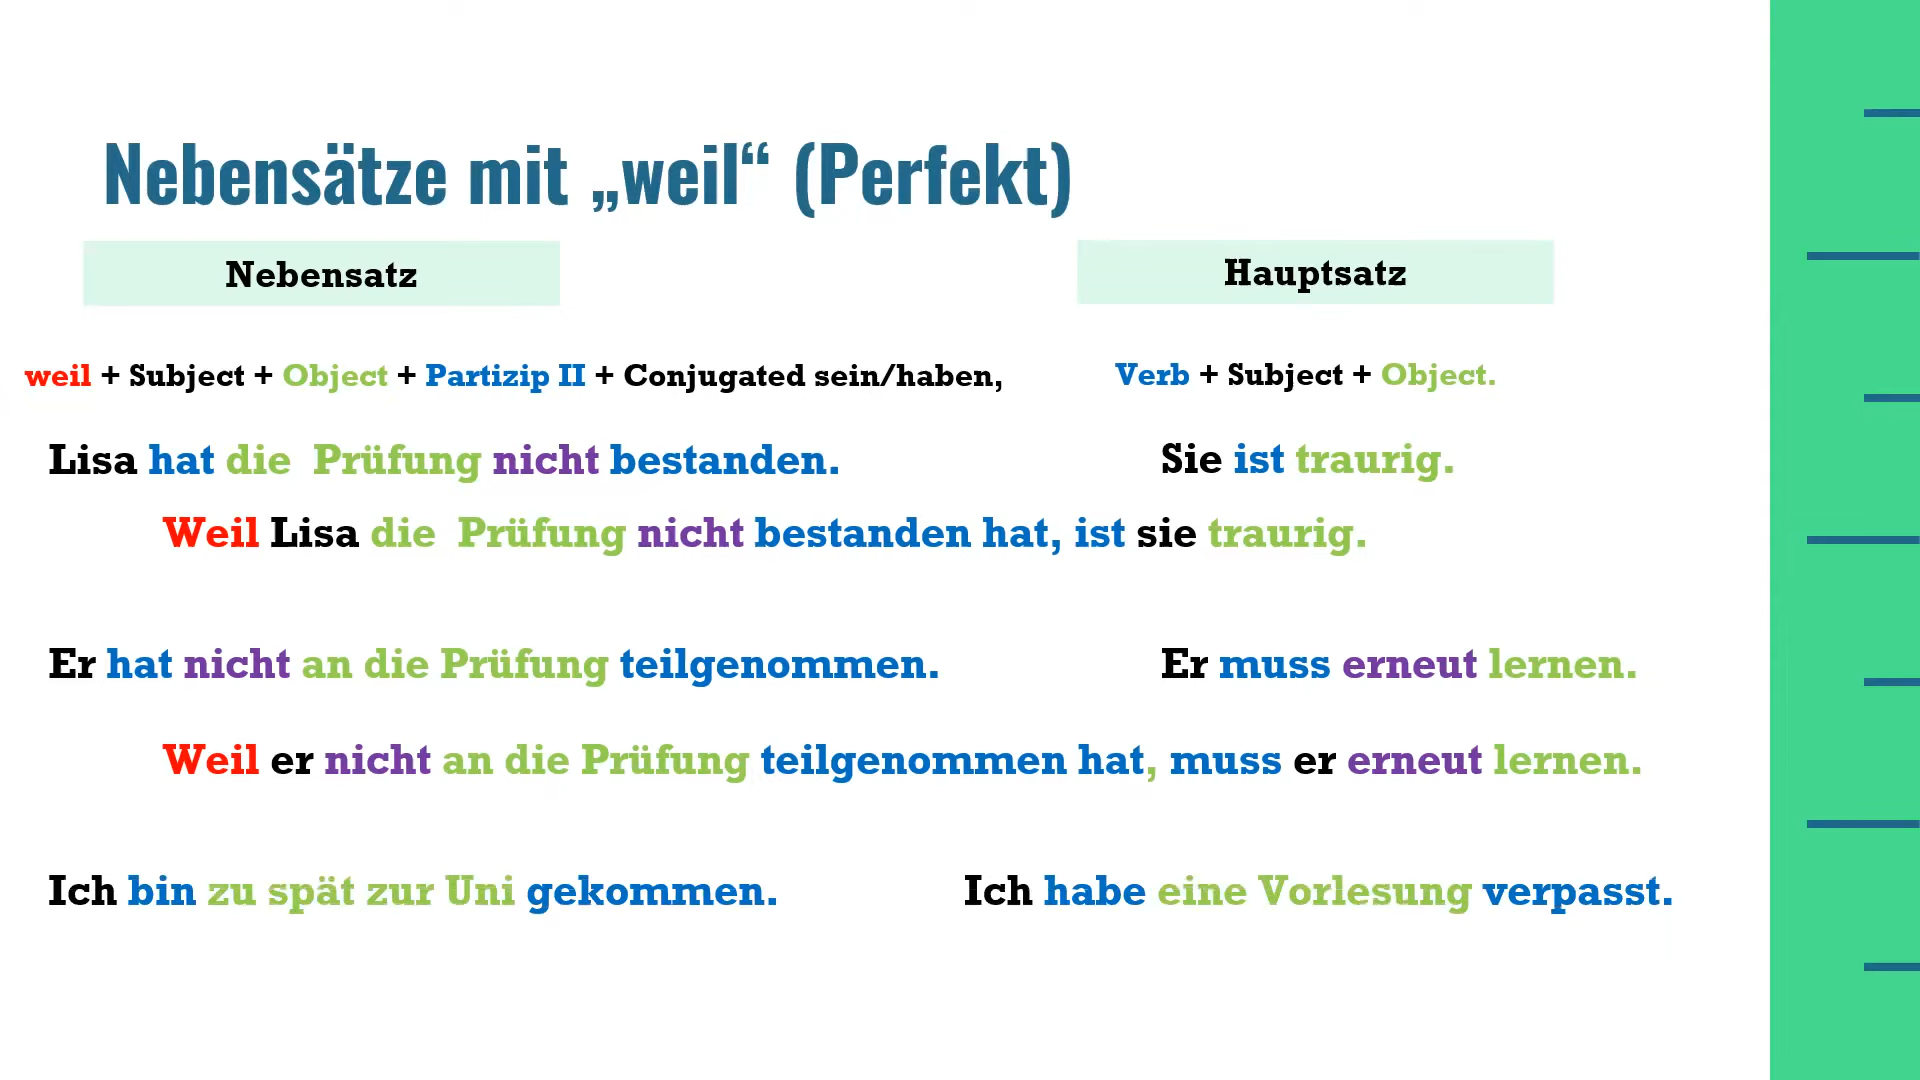 Nebensätze mit „weil“ (Perfekt)
Nebensatz
Hauptsatz
weil + Subject + Object + Partizip II + Conjugated sein/haben,
Verb + Subject + Object.
Lisa hat die Prüfung nicht bestanden.
Sie ist traurig.
Weil Lisa die Prüfung nicht bestanden hat, ist sie traurig.
Er hat nicht an die Prüfung teilgenommen.
Er muss erneut lernen.
Weil er nicht an die Prüfung teilgenommen hat, muss er erneut lernen.
Ich bin zu spät zur Uni gekommen.
Ich habe eine Vorlesung verpasst.